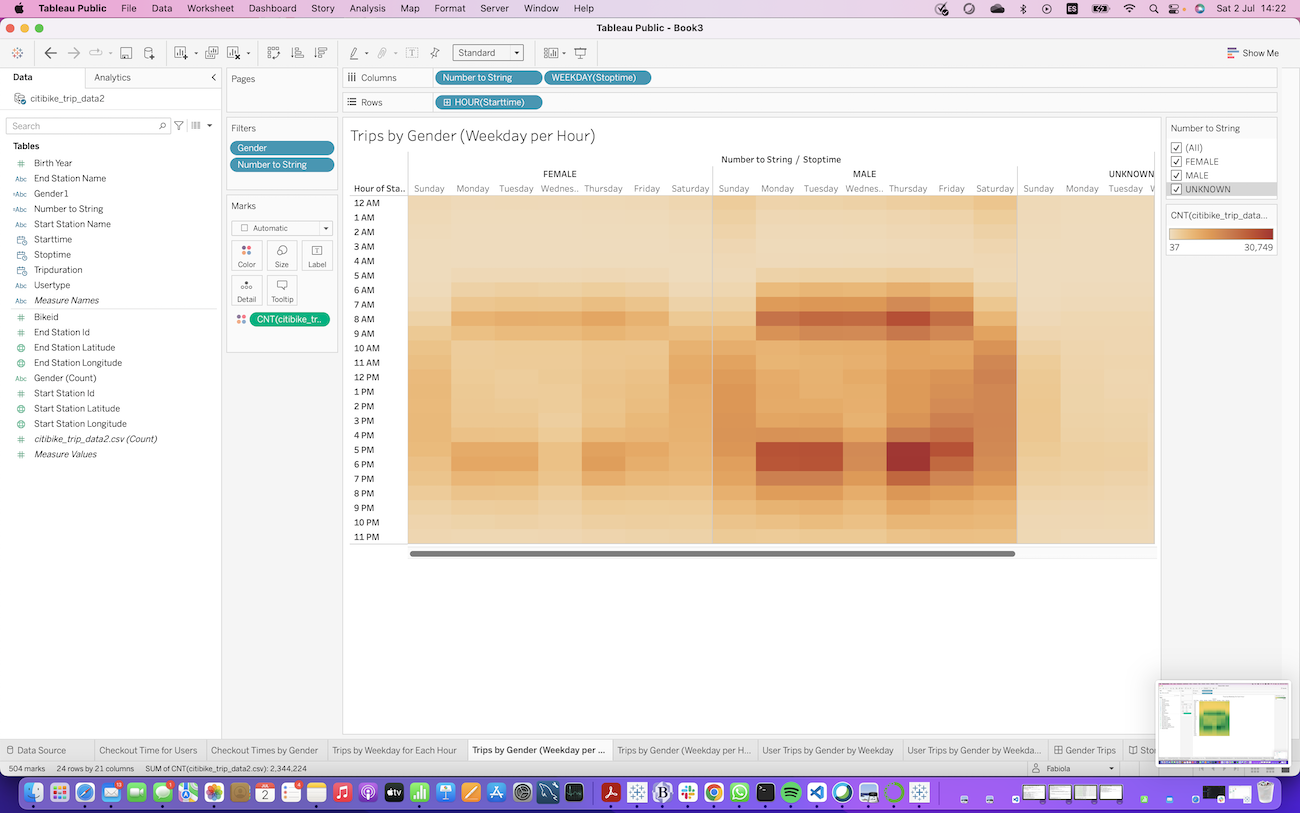 Tableau Public File Data Worksheet Dashboard Story Analysis Map Format Server Window Help ES Sat 2 Jul 14:22
Tableau Public - Book3
Standard Show Me
Data Analytics
citibike_trip_data2
Search
Tables
# Birth Year
Abc End Station Name
=Abc Gender1
=Abc Number to String
Abc Start Station Name
Starttime
Stoptime
Tripduration
Abc Usertype
Abc Measure Names
# Bikeid
# End Station Id
End Station Latitude
End Station Longitude
Abc Gender (Count)
# Start Station Id
Start Station Latitude
Start Station Longitude
# citibike_trip_data2.csv (Count)
# Measure Values
Pages
Filters
Gender
Number to String
Marks
Automatic
Color Size Label
Detail Tooltip
CNT(citibike_tr..
Columns Number to String WEEKDAY(Stoptime)
Rows HOUR(Starttime)
Trips by Gender (Weekday per Hour)
Number to String / Stoptime
FEMALE MALE UNKNOWN
Hour of Sta.. Sunday Monday Tuesday Wednes.. Thursday Friday Saturday Sunday Monday Tuesday Wednes.. Thursday Friday Saturday Sunday Monday Tuesday
12 AM
1 AM
2 AM
3 AM
4 AM
5 AM
6 AM
7 AM
8 AM
9 AM
10 AM
11 AM
12 PM
1 PM
2 PM
3 PM
4 PM
5 PM
6 PM
7 PM
8 PM
9 PM
10 PM
11 PM
Number to String
(All)
FEMALE
MALE
UNKNOWN
CNT(citibike_trip_data...
37 30,749
Data Source Checkout Time for Users Checkout Times by Gender Trips by Weekday for Each Hour Trips by Gender (Weekday per ... Trips by Gender (Weekday per H... User Trips by Gender by Weekday User Trips by Gender by Weekda... Gender Trips Sto
504 marks 24 rows by 21 columns SUM of CNT(citibike_trip_data2.csv): 2,344,224 Fabiola